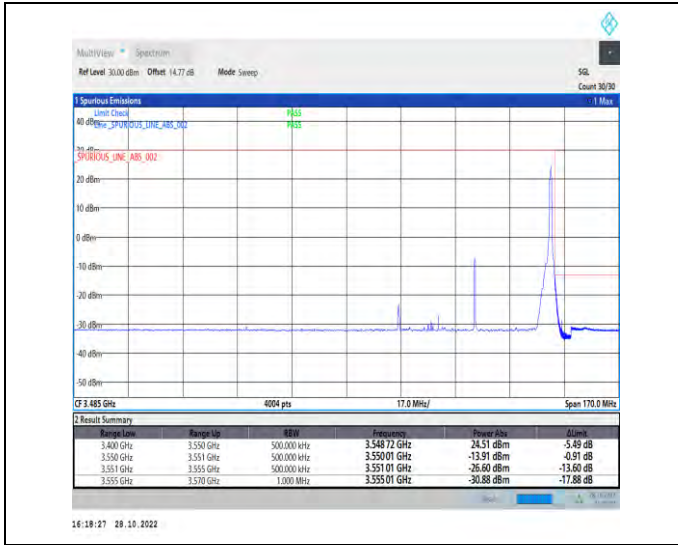 MultiView Spectrum
Ref Level 30.00 dBm Offset 14.77 dB Mode Sweep SGL
Count 30/30
1 Spurious Emissions 1 Max
Limit Check PASS
40 dBm
Line _SPURIOUS_LINE_ABS_002 PASS
30 dBm
_SPURIOUS_LINE_ABS_002
20 dBm
10 dBm
0 dBm
-10 dBm
-20 dBm
-30 dBm
-40 dBm
-50 dBm
CF 3.485 GHz 4004 pts 17.0 MHz/ Span 170.0 MHz
2 Result Summary
Range Low Range Up RBW Frequency Power Abs ΔLimit
3.400 GHz 3.550 GHz 500.000 kHz 3.548 72 GHz 24.51 dBm -5.49 dB
3.550 GHz 3.551 GHz 500.000 kHz 3.550 01 GHz -13.91 dBm -0.91 dB
3.551 GHz 3.555 GHz 500.000 kHz 3.551 01 GHz -26.60 dBm -13.60 dB
3.555 GHz 3.570 GHz 1.000 MHz 3.555 01 GHz -30.88 dBm -17.88 dB
16:18:27 28.10.2022